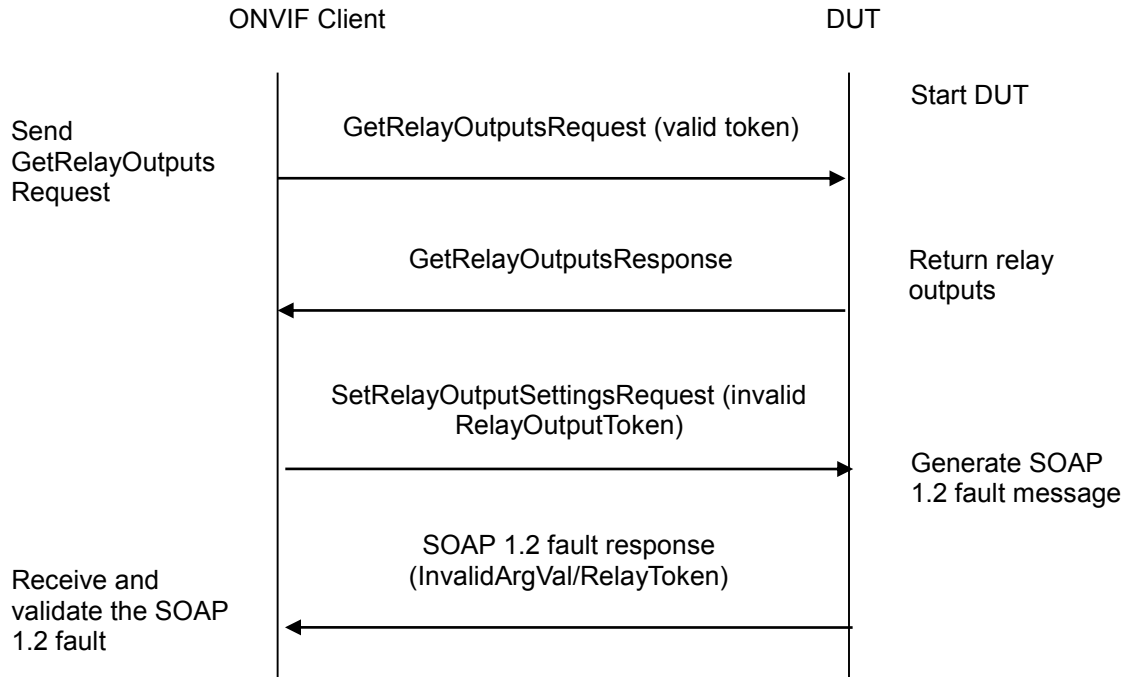 ONVIF Client
DUT
Start DUT
Send
GetRelayOutputs
Request
GetRelayOutputsRequest (valid token)
GetRelayOutputsResponse
Return relay
outputs
SetRelayOutputSettingsRequest (invalid
RelayOutputToken)
Generate SOAP
1.2 fault message
SOAP 1.2 fault response
(InvalidArgVal/RelayToken)
Receive and
validate the SOAP
1.2 fault